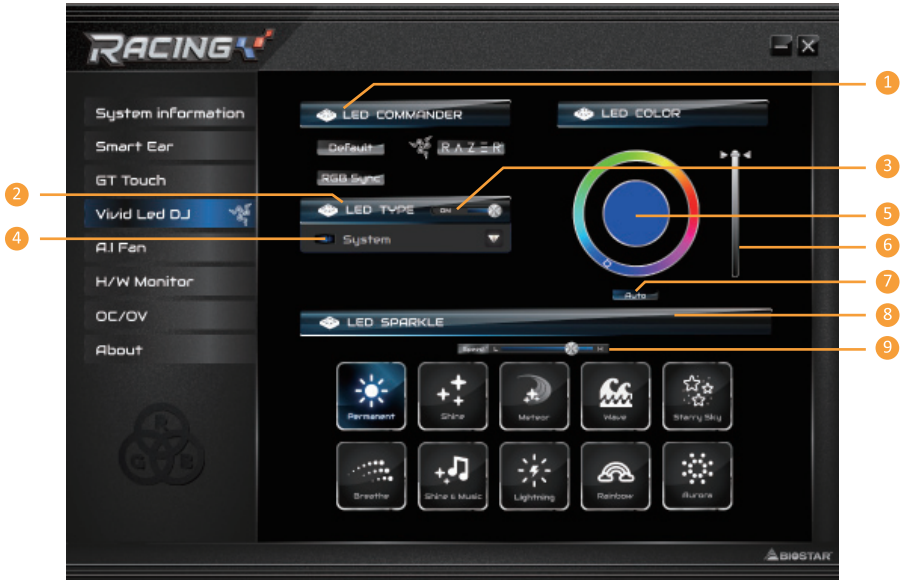 RACING
System information
Smart Ear
GT Touch
Vivid Led DJ
A.I Fan
H/W Monitor
OC/OV
About
R
G
B
LED COMMANDER
Default
RAZER
RGB Sync
LED TYPE
ON
System
LED COLOR
Auto
LED SPARKLE
Speed
L
H
Permanent
Shine
Meteor
Wave
Starry Sky
Breathe
Shine & Music
Lightning
Rainbow
Aurora
BIOSTAR
1
2
3
4
5
6
7
8
9